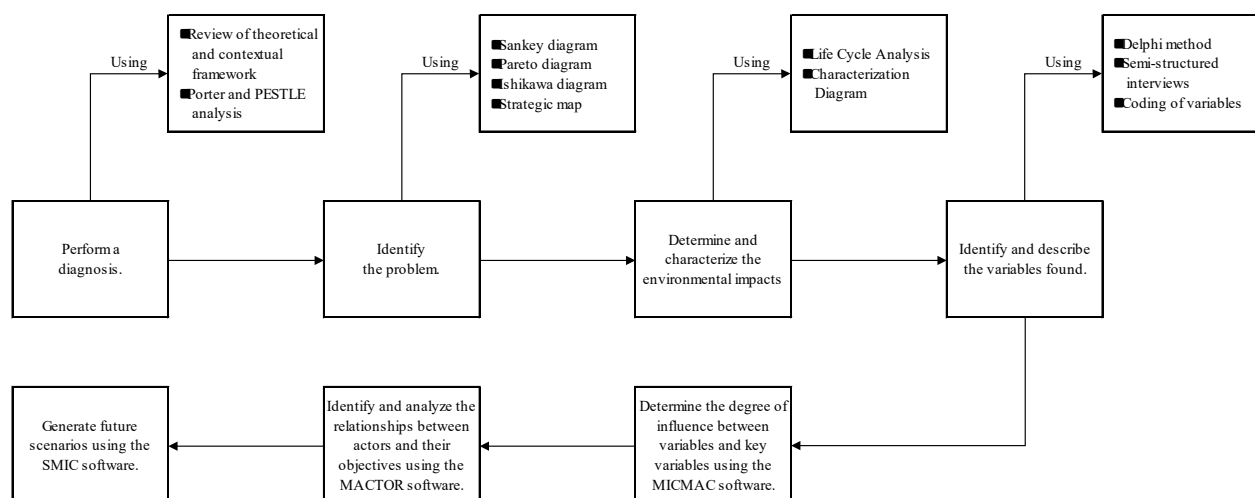 Using
■Review of theoretical
and contextual
framework
■Porter and PESTLE
analysis
Using
■Sankey diagram
■Pareto diagram
■Ishikawa diagram
■Strategic map
Using
■Life Cycle Analysis
■Characterization
Diagram
Using
■Delphi method
■Semi-structured
interviews
■Coding of variables
Perform a
diagnosis.
Identify
the problem.
Determine and
characterize the
environmental impacts
Identify and describe
the variables found.
Generate future
scenarios using the
SMIC software.
Identify and analyze the
relationships between
actors and their
objectives using the
MACTOR software.
Determine the degree of
influence between
variables and key
variables using the
MICMAC software.